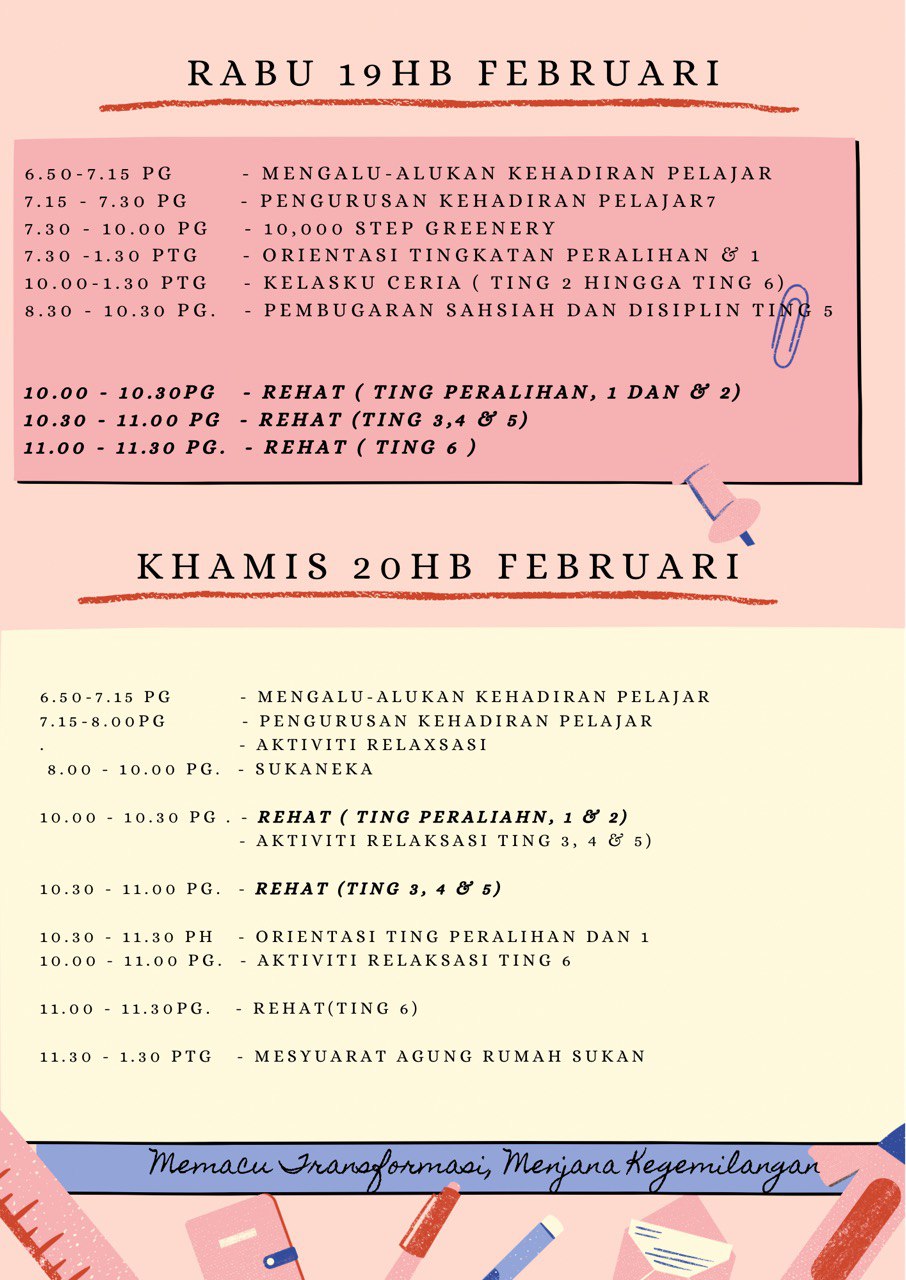 RABU 19HB FEBRUARI
6.50-7.15 PG - MENGALU-ALUKAN KEHADIRAN PELAJAR
7.15 - 7.30 PG - PENGURUSAN KEHADIRAN PELAJAR7
7.30 - 10.00 PG - 10,000 STEP GREENERY
7.30 -1.30 PTG - ORIENTASI TINGKATAN PERALIHAN & 1
10.00-1.30 PTG - KELASKU CERIA ( TING 2 HINGGA TING 6)
8.30 - 10.30 PG. - PEMBUGARAN SAHSIAH DAN DISIPLIN TING 5
10.00 - 10.30PG - REHAT ( TING PERALIHAN, 1 DAN & 2)
10.30 - 11.00 PG - REHAT (TING 3,4 & 5)
11.00 - 11.30 PG. - REHAT ( TING 6 )
KHAMIS 20HB FEBRUARI
6.50-7.15 PG - MENGALU-ALUKAN KEHADIRAN PELAJAR
7.15-8.00PG - PENGURUSAN KEHADIRAN PELAJAR
. - AKTIVITI RELAXSASI
8.00 - 10.00 PG. - SUKANEKA
10.00 - 10.30 PG . - REHAT ( TING PERALIAHN, 1 & 2)
- AKTIVITI RELAKSASI TING 3, 4 & 5)
10.30 - 11.00 PG. - REHAT (TING 3, 4 & 5)
10.30 - 11.30 PH - ORIENTASI TING PERALIHAN DAN 1
10.00 - 11.00 PG. - AKTIVITI RELAKSASI TING 6
11.00 - 11.30PG. - REHAT(TING 6)
11.30 - 1.30 PTG - MESYUARAT AGUNG RUMAH SUKAN
Memacu Transformasi, Menjana Kegemilangan